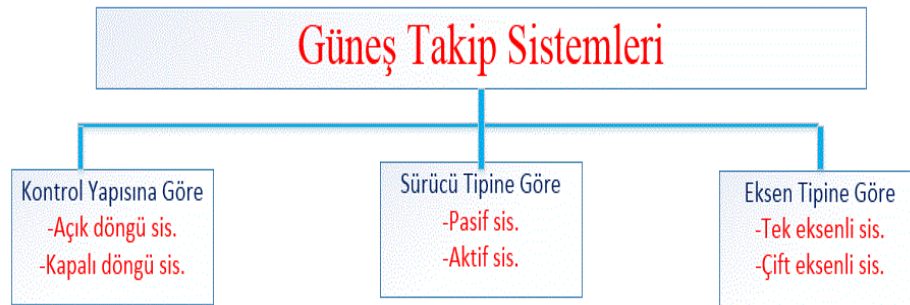 Güneş Takip Sistemleri
Kontrol Yapısına Göre
-Açık döngü sis.
-Kapalı döngü sis.
Sürücü Tipine Göre
-Pasif sis.
-Aktif sis.
Eksen Tipine Göre
-Tek eksenli sis.
-Çift eksenli sis.